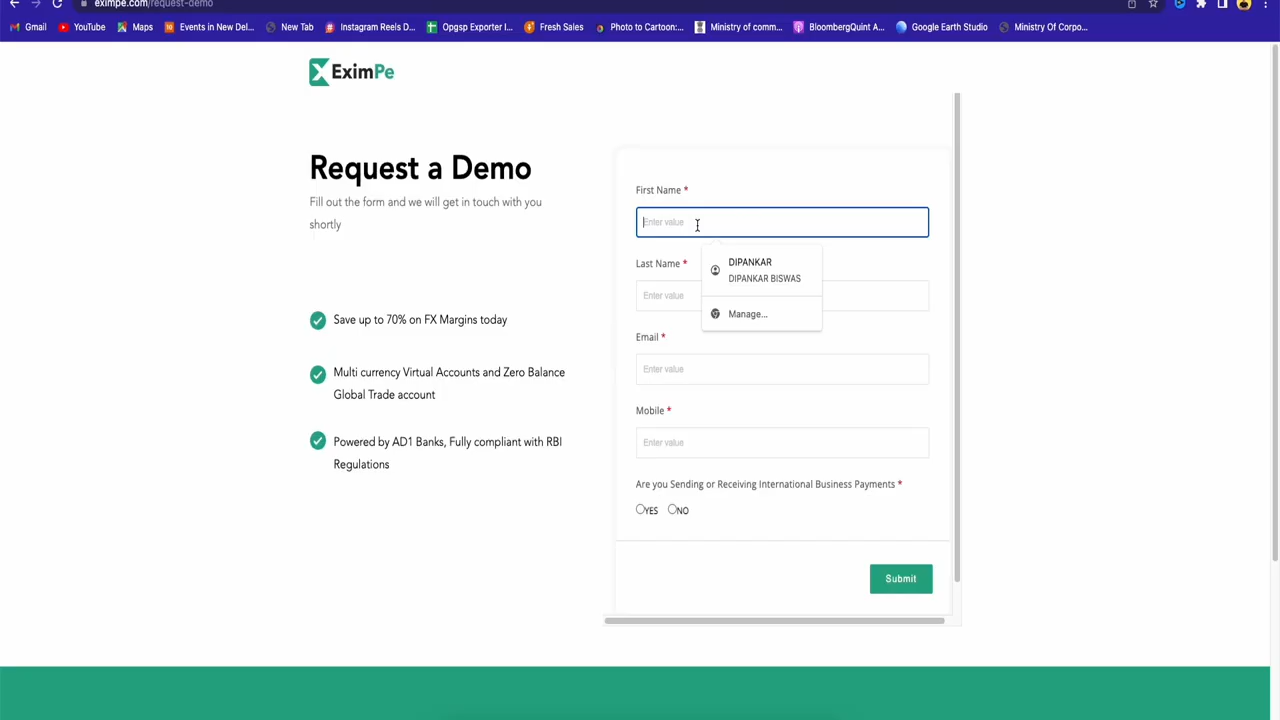 eximpe.com/request-demo
Gmail YouTube Maps Events in New Del... New Tab Instagram Reels D... Opgsp Exporter I... Fresh Sales Photo to Cartoon:... Ministry of comm... BloombergQuint A... Google Earth Studio Ministry Of Corpo...
EximPe
Request a Demo
Fill out the form and we will get in touch with you
shortly
Save up to 70% on FX Margins today
Multi currency Virtual Accounts and Zero Balance
Global Trade account
Powered by AD1 Banks, Fully compliant with RBI
Regulations
First Name *
Enter value
DIPANKAR
DIPANKAR BISWAS
Manage...
Last Name *
Enter value
Email *
Enter value
Mobile *
Enter value
Are you Sending or Receiving International Business Payments *
YES NO
Submit